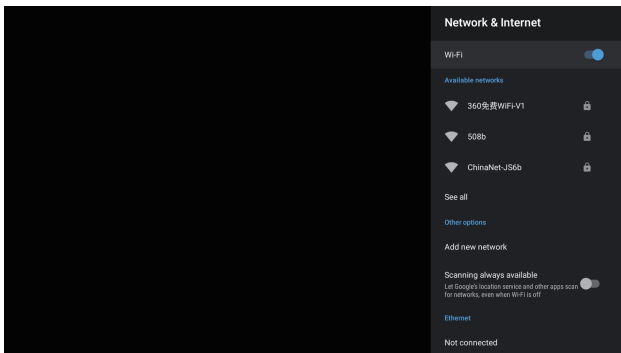 Network & Internet
Wi-Fi
Available networks
360免费WiFi-V1
508b
ChinaNet-JS6b
See all
Other options
Add new network
Scanning always available
Let Google's location service and other apps scan
for networks, even when Wi-Fi is off
Ethernet
Not connected